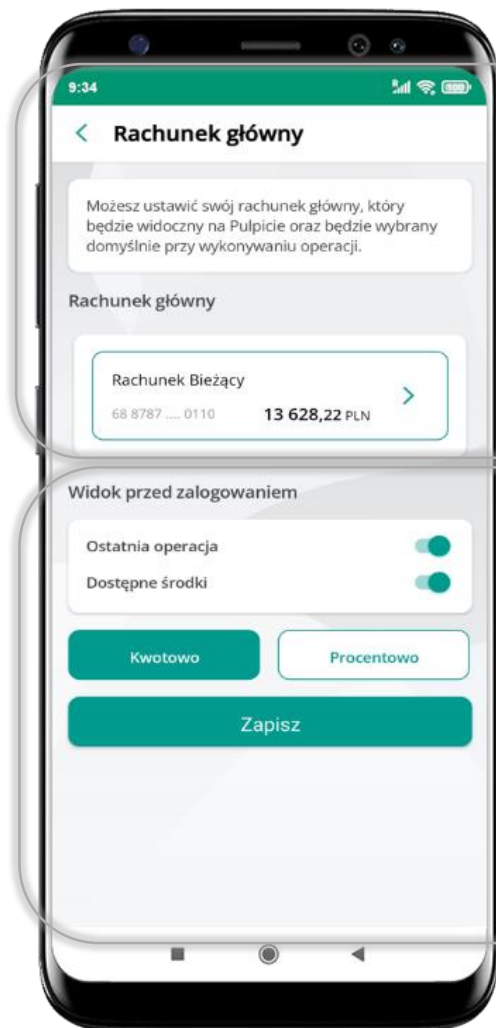 9:34
Rachunek główny
Możesz ustawić swój rachunek główny, który
będzie widoczny na Pulpicie oraz będzie wybrany
domyślnie przy wykonywaniu operacji.
Rachunek główny
Rachunek Bieżący
68 8787 .... 0110 13 628,22 PLN
Widok przed zalogowaniem
Ostatnia operacja
Dostępne środki
Kwotowo Procentowo
Zapisz